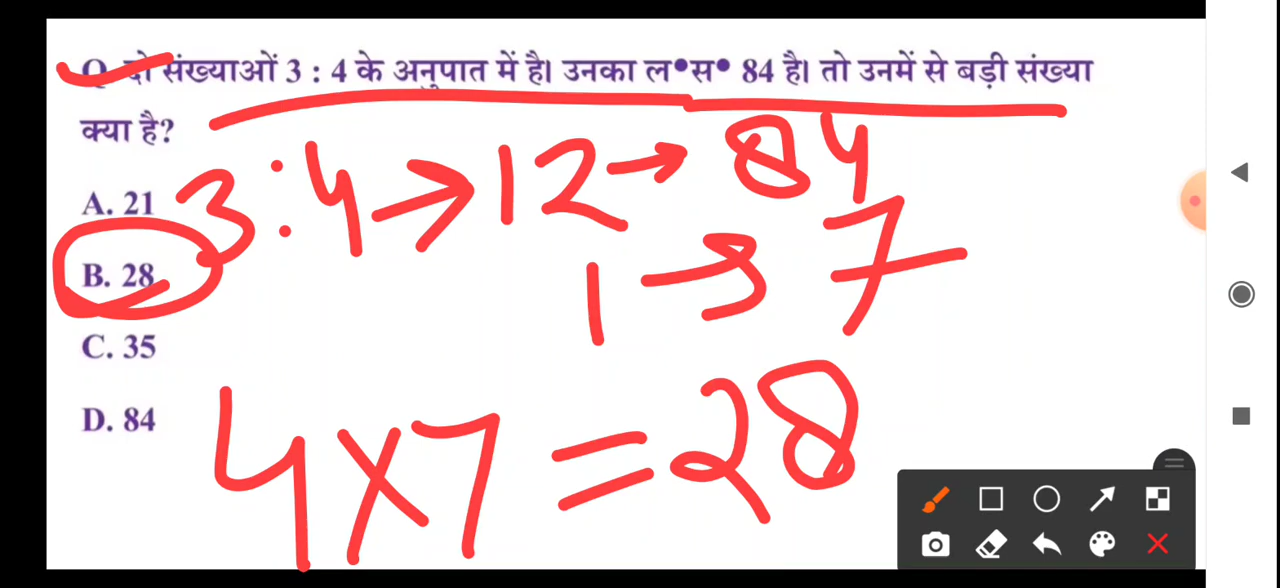 Q. दो संख्याओं 3 : 4 के अनुपात में है। उनका ल॰स॰ 84 है। तो उनमें से बड़ी संख्या
क्या है?
3:4 → 12 → 84
A. 21
1 → 7
B. 28
C. 35
D. 84
4×7=28